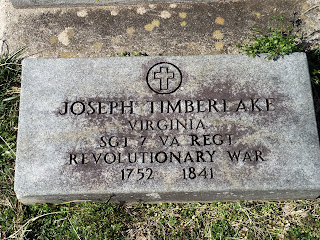 JOSEPH TIMBERLAKE
VIRGINIA
SGT 7 VA REGT
REVOLUTIONARY WAR
1752 1841